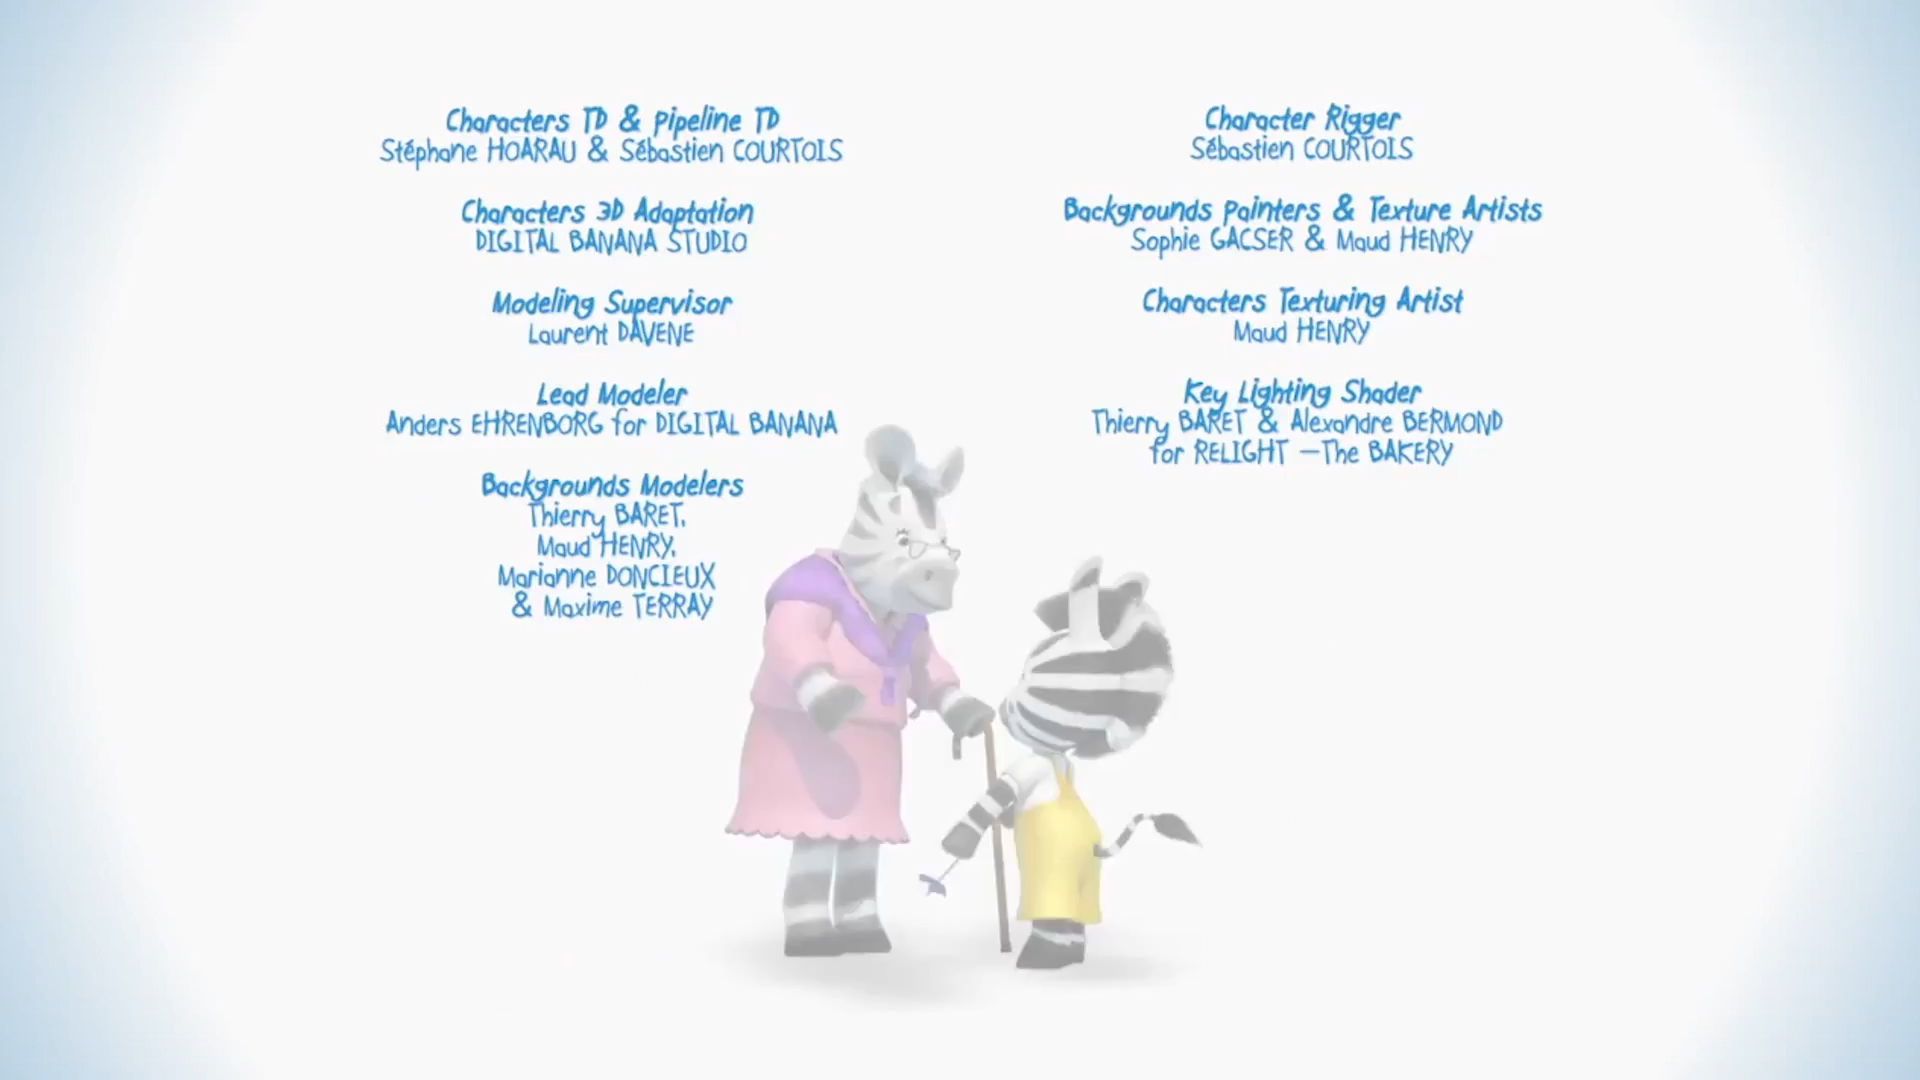 Characters TD & Pipeline TD
Stéphane HOARAU & Sébastien COURTOIS
Characters 3D Adaptation
DIGITAL BANANA STUDIO
Modeling Supervisor
Laurent DAVENE
Lead Modeler
Anders EHRENBORG for DIGITAL BANANA
Backgrounds Modelers
Thierry BARET,
Maud HENRY,
Marianne DONCIEUX
& Maxime TERRAY
Character Rigger
Sébastien COURTOIS
Backgrounds Painters & Texture Artists
Sophie GACSER & Maud HENRY
Characters Texturing Artist
Maud HENRY
Key Lighting Shader
Thierry BARET & Alexandre BERMOND
for RELIGHT –The BAKERY